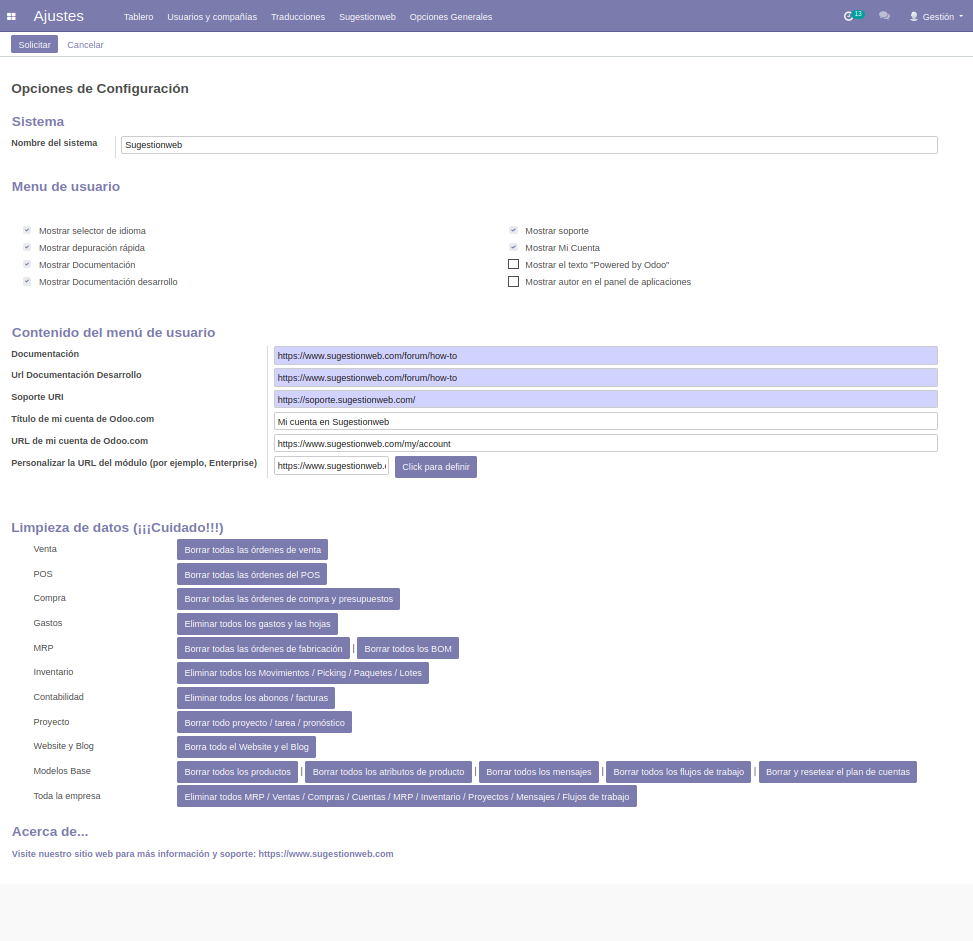 Ajustes Tablero Usuarios y compañías Traducciones Sugestionweb Opciones Generales 13 Gestión
Solicitar Cancelar
Opciones de Configuración
Sistema
Nombre del sistema Sugestionweb
Menu de usuario
Mostrar selector de idioma Mostrar soporte
Mostrar depuración rápida Mostrar Mi Cuenta
Mostrar Documentación Mostrar el texto "Powered by Odoo"
Mostrar Documentación desarrollo Mostrar autor en el panel de aplicaciones
Contenido del menú de usuario
Documentación https://www.sugestionweb.com/forum/how-to
Url Documentación Desarrollo https://www.sugestionweb.com/forum/how-to
Soporte URI https://soporte.sugestionweb.com/
Título de mi cuenta de Odoo.com Mi cuenta en Sugestionweb
URL de mi cuenta de Odoo.com https://www.sugestionweb.com/my/account
Personalizar la URL del módulo (por ejemplo, Enterprise) https://www.sugestionweb. Click para definir
Limpieza de datos (¡¡¡Cuidado!!!)
Venta Borrar todas las órdenes de venta
POS Borrar todas las órdenes del POS
Compra Borrar todas las órdenes de compra y presupuestos
Gastos Eliminar todos los gastos y las hojas
MRP Borrar todas las órdenes de fabricación | Borrar todos los BOM
Inventario Eliminar todos los Movimientos / Picking / Paquetes / Lotes
Contabilidad Eliminar todos los abonos / facturas
Proyecto Borrar todo proyecto / tarea / pronóstico
Website y Blog Borra todo el Website y el Blog
Modelos Base Borrar todos los productos | Borrar todos los atributos de producto | Borrar todos los mensajes | Borrar todos los flujos de trabajo | Borrar y resetear el plan de cuentas
Toda la empresa Eliminar todos MRP / Ventas / Compras / Cuentas / MRP / Inventario / Proyectos / Mensajes / Flujos de trabajo
Acerca de...
Visite nuestro sitio web para más información y soporte: https://www.sugestionweb.com